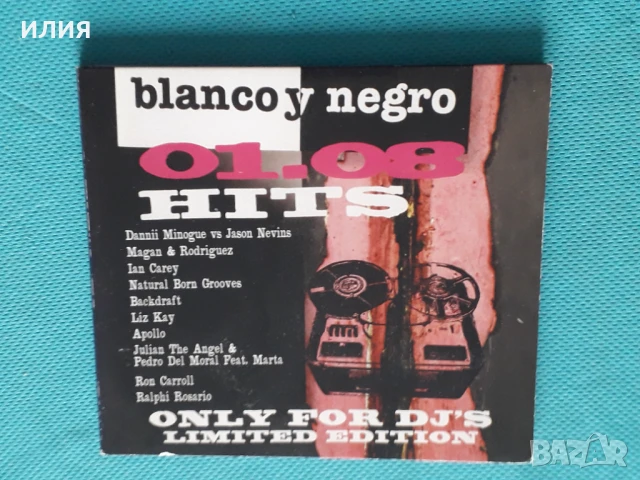 илия
blanco y negro
01.08
HITS
Dannii Minogue vs Jason Nevins
Magan & Rodriguez
Ian Carey
Natural Born Grooves
Backdraft
Liz Kay
Apollo
Julian The Angel &
Pedro Del Moral Feat. Marta
Ron Carroll
Ralphi Rosario
ONLY FOR DJ'S
LIMITED EDITION
BAZAR